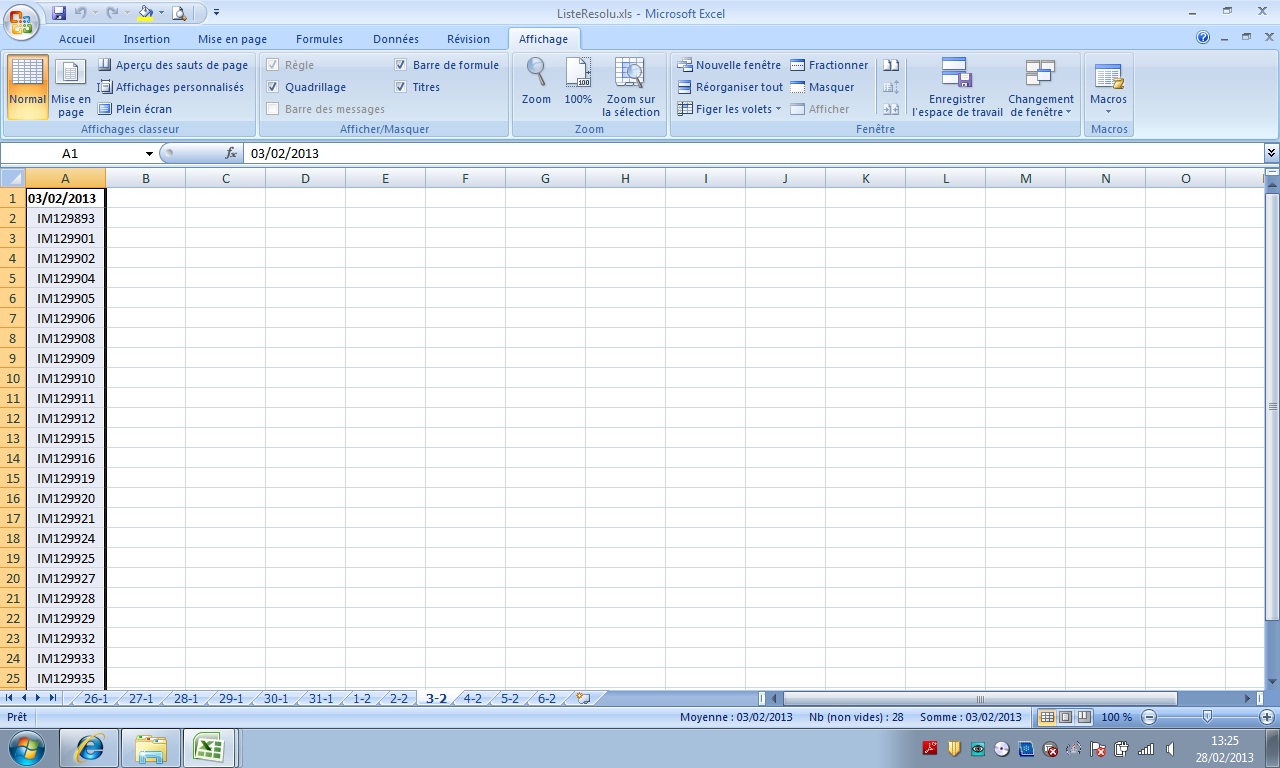 ListeResolu.xls - Microsoft Excel
Accueil Insertion Mise en page Formules Données Révision Affichage
Normal Mise en page Aperçu des sauts de page Affichages personnalisés Plein écran
Affichages classeur
Règle Barre de formule
Quadrillage Titres
Barre des messages
Afficher/Masquer
Zoom 100% Zoom sur la sélection
Zoom
Nouvelle fenêtre Fractionner
Réorganiser tout Masquer
Figer les volets Afficher
Enregistrer l'espace de travail Changement de fenêtre
Fenêtre
Macros
Macros
A1 fx 03/02/2013
A B C D E F G H I J K L M N O
1 03/02/2013
2 IM129893
3 IM129901
4 IM129902
5 IM129904
6 IM129905
7 IM129906
8 IM129908
9 IM129909
10 IM129910
11 IM129911
12 IM129912
13 IM129915
14 IM129916
15 IM129919
16 IM129920
17 IM129921
18 IM129924
19 IM129925
20 IM129927
21 IM129928
22 IM129929
23 IM129932
24 IM129933
25 IM129935
26-1 27-1 28-1 29-1 30-1 31-1 1-2 2-2 3-2 4-2 5-2 6-2
Prêt Moyenne : 03/02/2013 Nb (non vides) : 28 Somme : 03/02/2013 100 %
13:25
28/02/2013